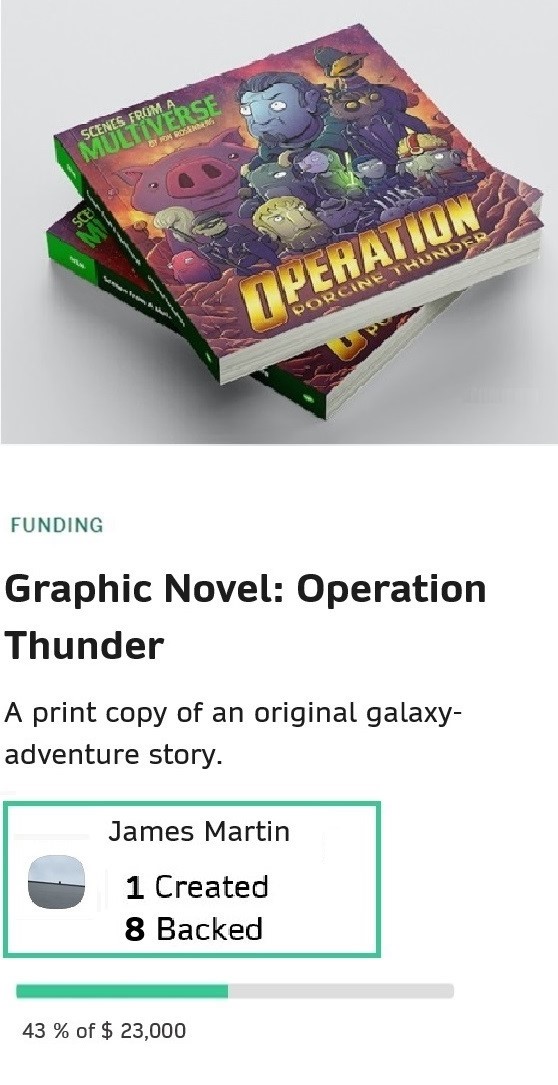 SCENES FROM A
MULTIVERSE
BY JON ROSENBERG
OPERATION
PORCINE THUNDER
FUNDING
Graphic Novel: Operation
Thunder
A print copy of an original galaxy-
adventure story.
James Martin
1 Created
8 Backed
43 % of $ 23,000